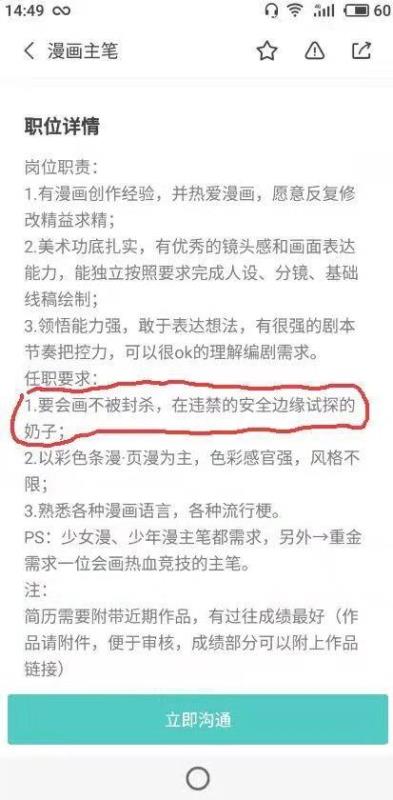 14:49
60
漫画主笔
职位详情
岗位职责：
1.有漫画创作经验，并热爱漫画，愿意反复修
改精益求精；
2.美术功底扎实，有优秀的镜头感和画面表达
能力，能独立按照要求完成人设、分镜、基础
线稿绘制；
3.领悟能力强，敢于表达想法，有很强的剧本
节奏把控力，可以很ok的理解编剧需求。
任职要求：
1.要会画不被封杀，在违禁的安全边缘试探的
奶子；
2.以彩色条漫·页漫为主，色彩感官强，风格不
限；
3.熟悉各种漫画语言，各种流行梗。
PS：少女漫、少年漫主笔都需求，另外→重金
需求一位会画热血竞技的主笔。
注：
简历需要附带近期作品，有过往成绩最好（作
品请附件，便于审核，成绩部分可以附上作品
链接）
立即沟通